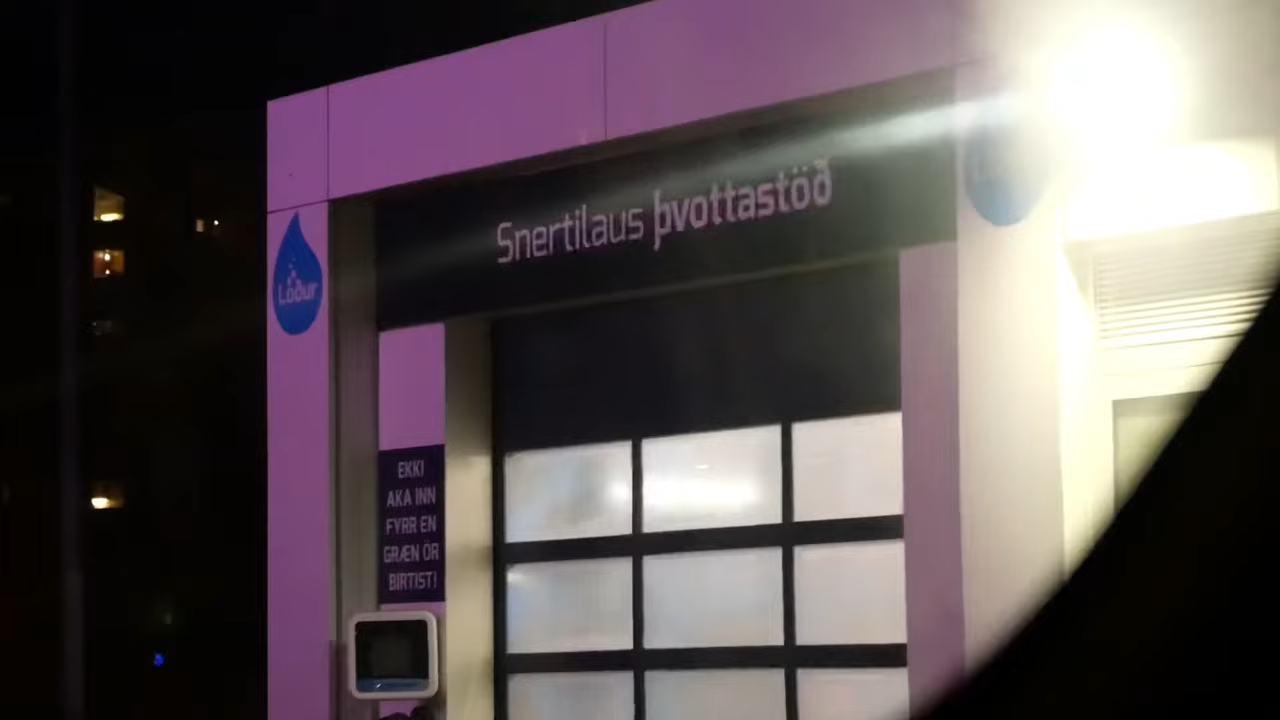 Snertilaus þvottastöð
Löður
EKKI
AKA INN
FYRR EN
GRÆN ÖR
BIRTIST!